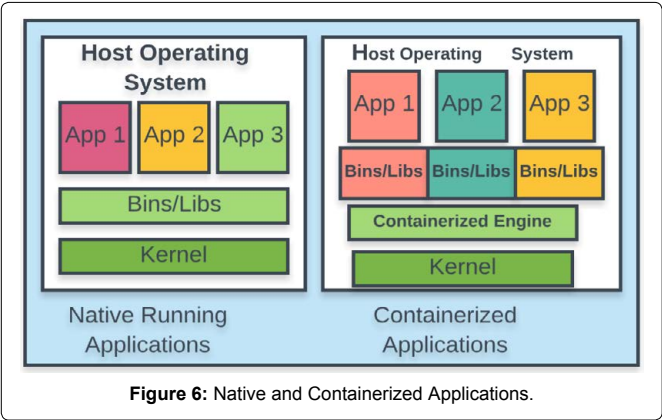 Host Operating
System
App 1 App 2 App 3
Bins/Libs
Kernel
Native Running
Applications
Host Operating System
App 1 App 2 App 3
Bins/Libs Bins/Libs Bins/Libs
Containerized Engine
Kernel
Containerized
Applications
Figure 6: Native and Containerized Applications.